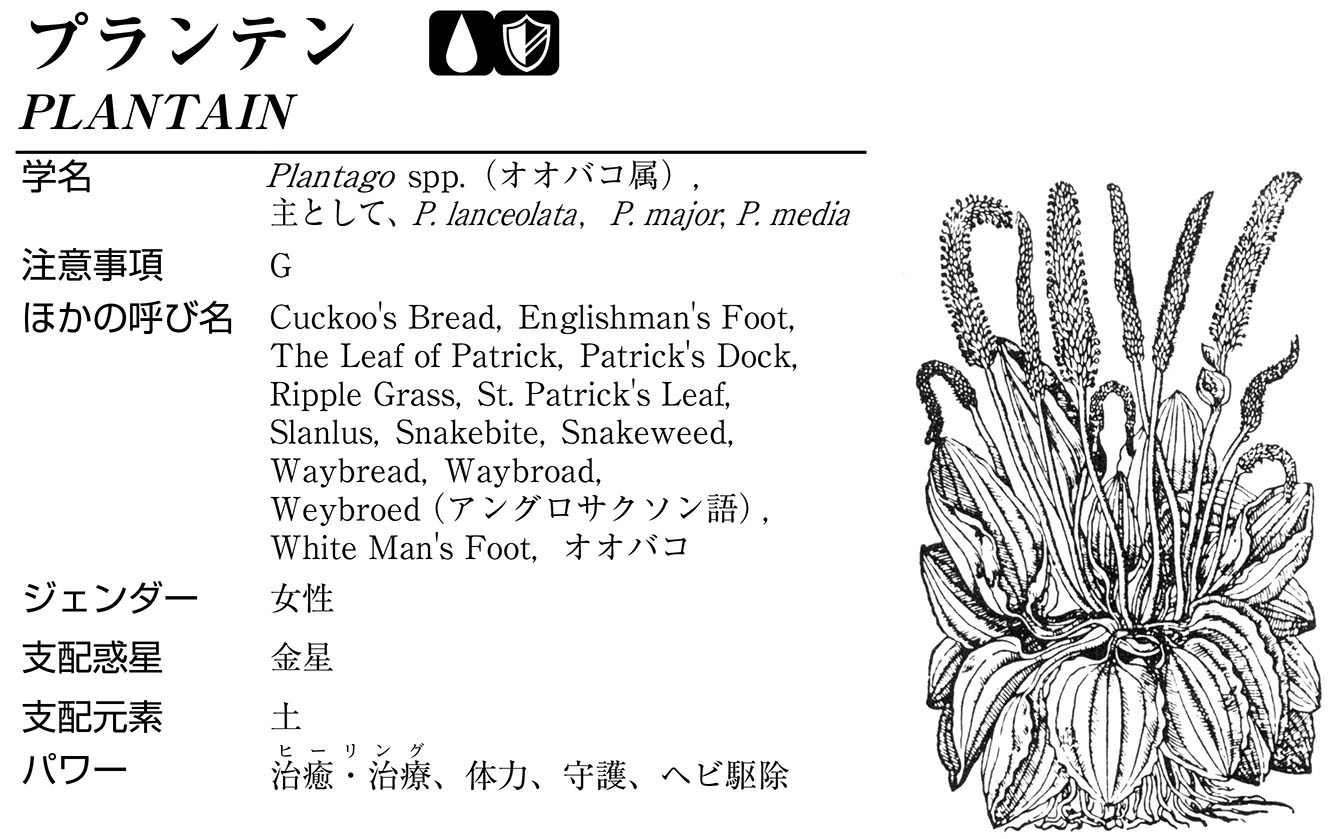 プランテン
PLANTAIN
学名 Plantago spp.（オオバコ属）,
主として、P. lanceolata, P. major, P. media
注意事項 G
ほかの呼び名 Cuckoo's Bread, Englishman's Foot,
The Leaf of Patrick, Patrick's Dock,
Ripple Grass, St. Patrick's Leaf,
Slanlus, Snakebite, Snakeweed,
Waybread, Waybroad,
Weybroed（アングロサクソン語）,
White Man's Foot, オオバコ
ジェンダー 女性
支配惑星 金星
支配元素 土
ヒーリング
パワー 治癒・治療、体力、守護、ヘビ駆除